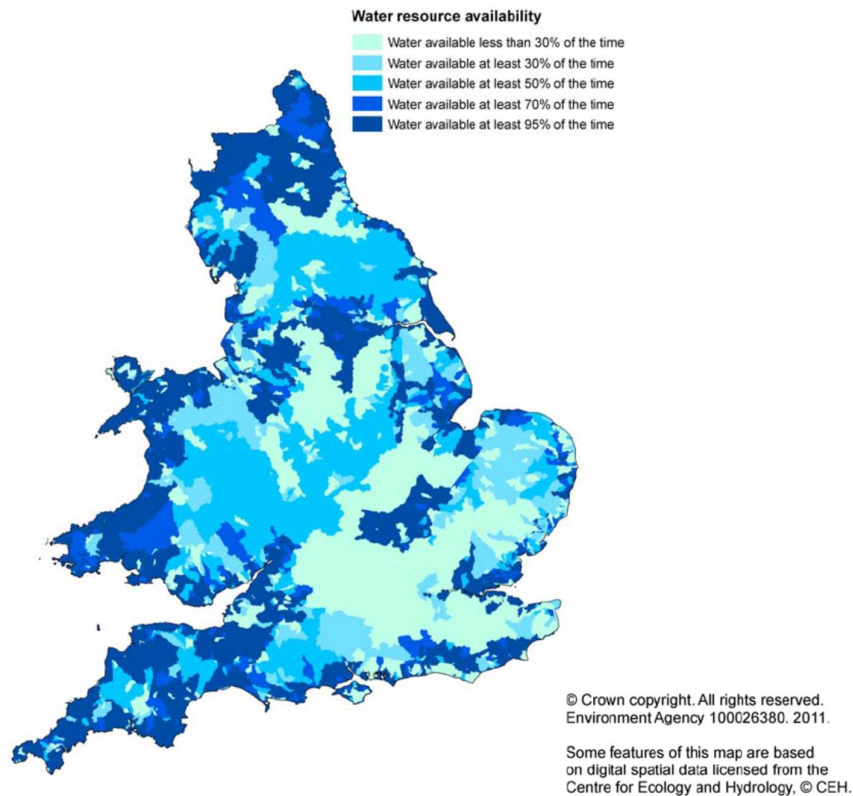 Water resource availability
Water available less than 30% of the time
Water available at least 30% of the time
Water available at least 50% of the time
Water available at least 70% of the time
Water available at least 95% of the time
© Crown copyright. All rights reserved.
Environment Agency 100026380. 2011.
Some features of this map are based
on digital spatial data licensed from the
Centre for Ecology and Hydrology, © CEH.